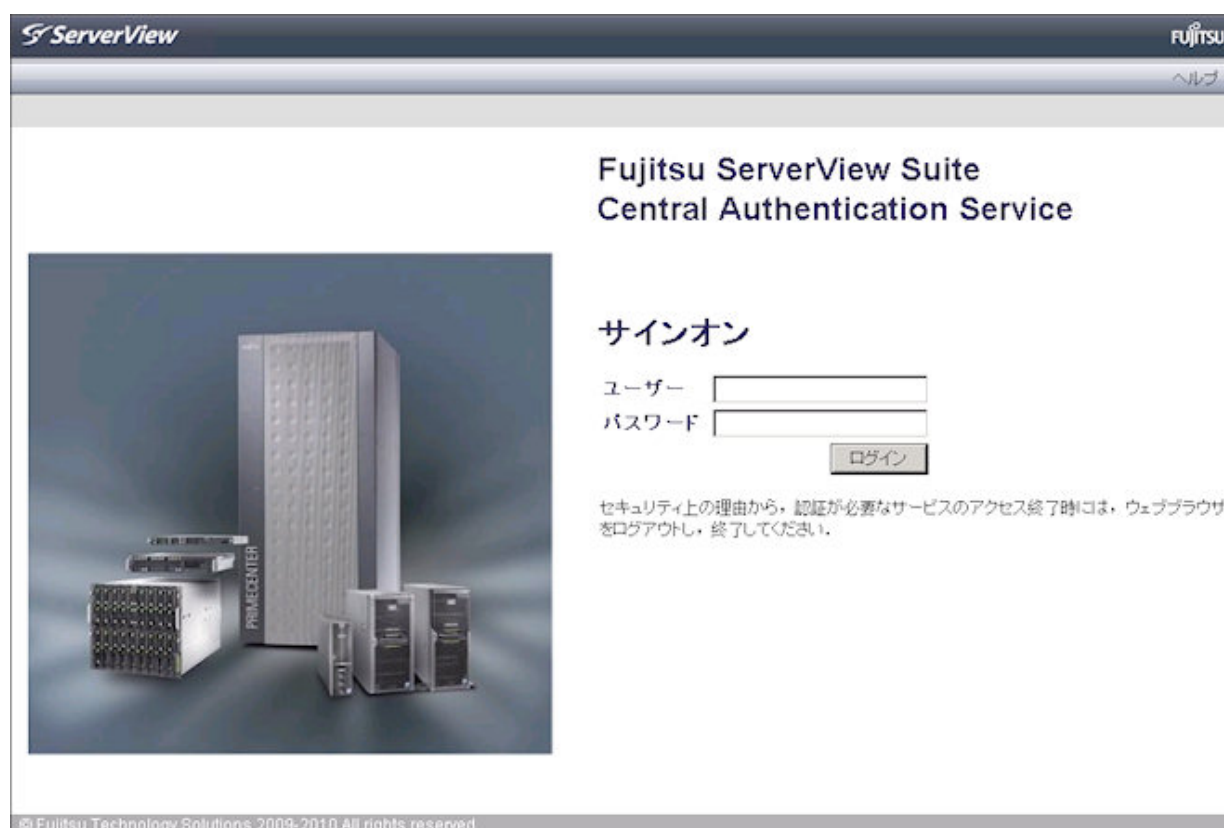 ServerView
FUJITSU
ヘルプ
Fujitsu ServerView Suite
Central Authentication Service
サインオン
ユーザー
パスワード
ログイン
セキュリティ上の理由から，認証が必要なサービスのアクセス終了時には，ウェブブラウザ
をログアウトし，終了してください．
PRIMECENTER
© Fujitsu Technology Solutions 2009-2010 All rights reserved